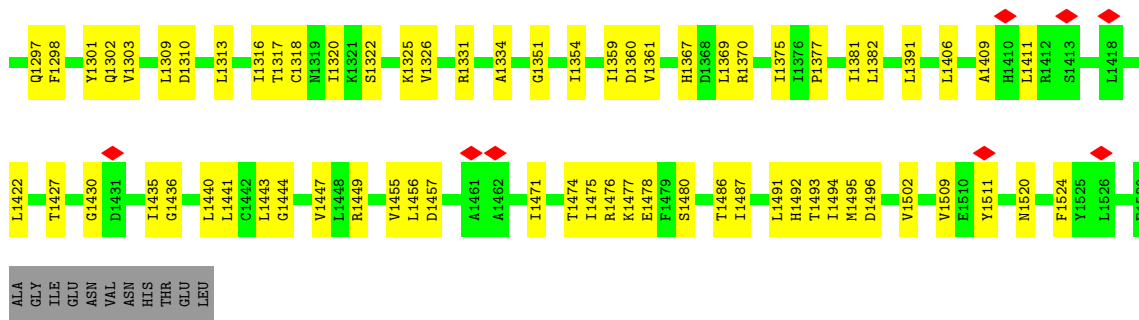 Q1297 F1298 Y1301 Q1302 V1303 L1309 D1310 L1313 I1316 T1317 C1318 N1319 I1320 K1321 S1322 K1325 V1326 R1331 A1334 G1351 I1354 I1359 D1360 V1361 H1367 D1368 L1369 R1370 I1375 I1376 P1377 I1381 L1382 L1391 L1406 A1409 H1410 L1411 R1412 S1413 L1418
L1422 T1427 G1430 D1431 I1435 G1436 L1440 L1441 C1442 L1443 G1444 V1447 L1448 R1449 V1455 L1456 D1457 A1461 A1462 I1471 T1474 I1475 R1476 K1477 E1478 F1479 S1480 T1486 I1487 L1491 H1492 T1493 I1494 M1495 D1496 V1502 V1509 E1510 Y1511 N1520 F1524 Y1525 L1526
ALA GLY ILE GLU ASN VAL ASN HIS THR GLU LEU